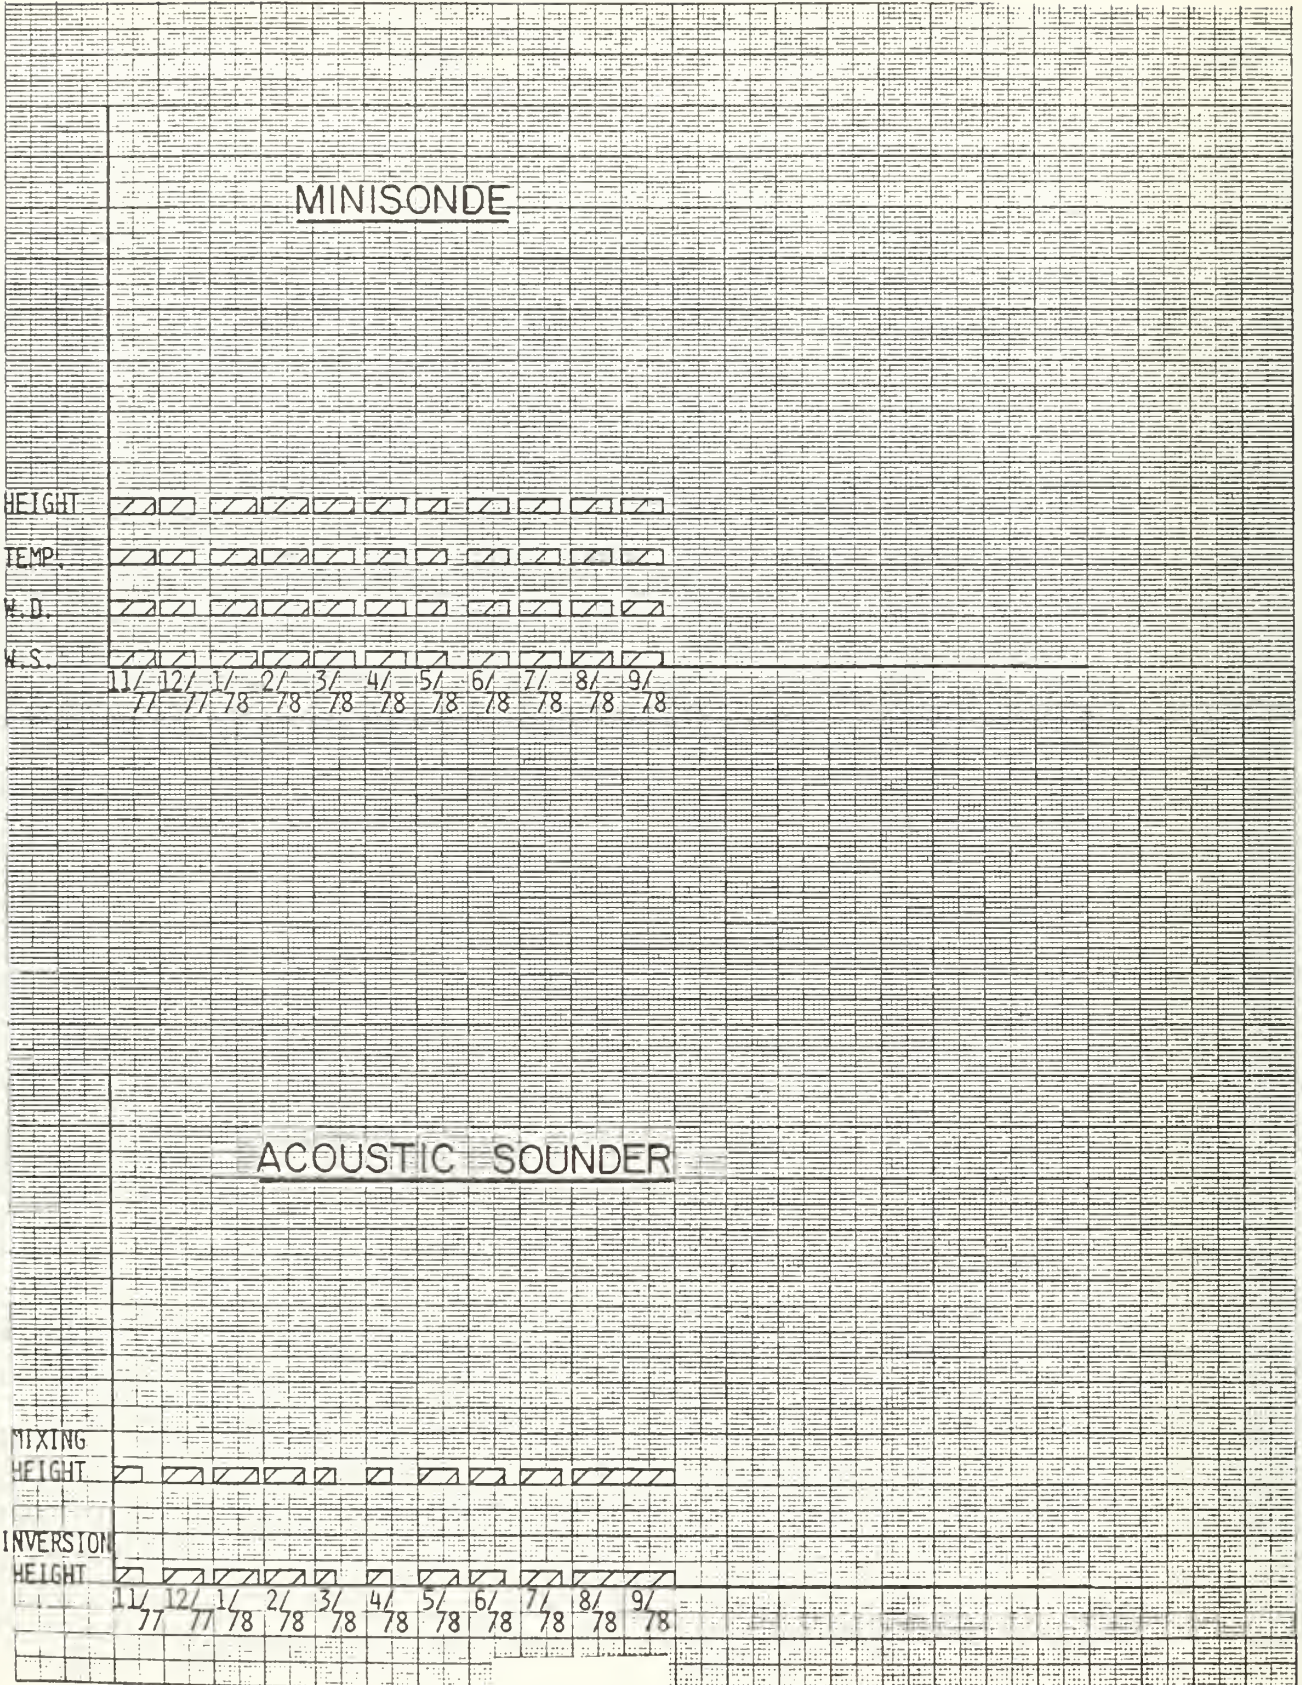 MINISONDE
HEIGHT
TEMP.
W.D.
W.S.
11/77 12/77 1/78 2/78 3/78 4/78 5/78 6/78 7/78 8/78 9/78
ACOUSTIC SOUNDER
MIXING
HEIGHT
INVERSION
HEIGHT
11/77 12/77 1/78 2/78 3/78 4/78 5/78 6/78 7/78 8/78 9/78